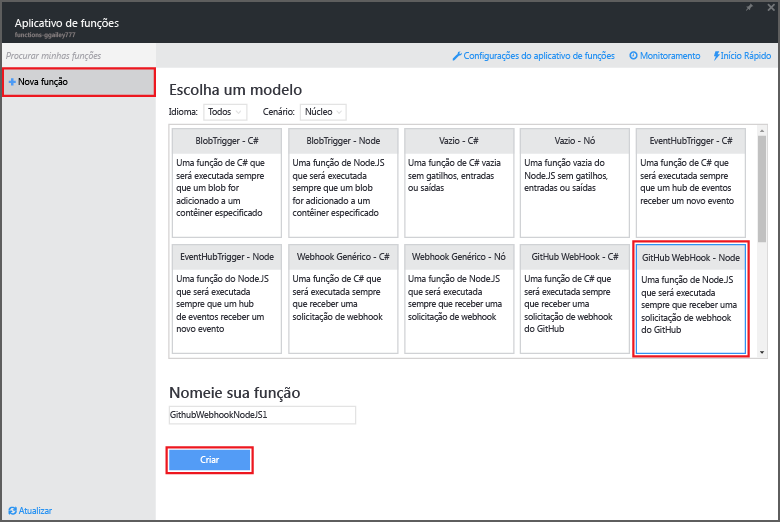 Aplicativo de funções
functions-ggailey777
Procurar minhas funções
Configurações do aplicativo de funções
Monitoramento
Início Rápido
Nova função
Escolha um modelo
Idioma: Todos Cenário: Núcleo
BlobTrigger - C#
Uma função de C# que
será executada sempre
que um blob for
adicionado a um
contêiner especificado
BlobTrigger - Node
Uma função de Node.JS
que será executada
sempre que um blob
for adicionado a um
contêiner especificado
Vazio - C#
Uma função de C# vazia
sem gatilhos, entradas
ou saídas
Vazio - Nó
Uma função vazia do
Node.JS sem gatilhos,
entradas ou saídas
EventHubTrigger - C#
Uma função de C# que
será executada sempre
que um hub de eventos
receber um novo evento
EventHubTrigger - Node
Uma função do Node.JS
que será executada
sempre que um hub
de eventos receber um
novo evento
Webhook Genérico - C#
Uma função de C# que
será executada sempre
que receber uma
solicitação de webhook
Webhook Genérico - Nó
Uma função de Node.JS
que será executada
sempre que receber uma
solicitação de webhook
GitHub WebHook - C#
Uma função de C# que
será executada sempre
que receber uma
solicitação de webhook
do GitHub
GitHub WebHook - Node
Uma função de Node.JS
que será executada
sempre que receber uma
solicitação de webhook
do GitHub
Nomeie sua função
GithubWebhookNodeJS1
Criar
Atualizar